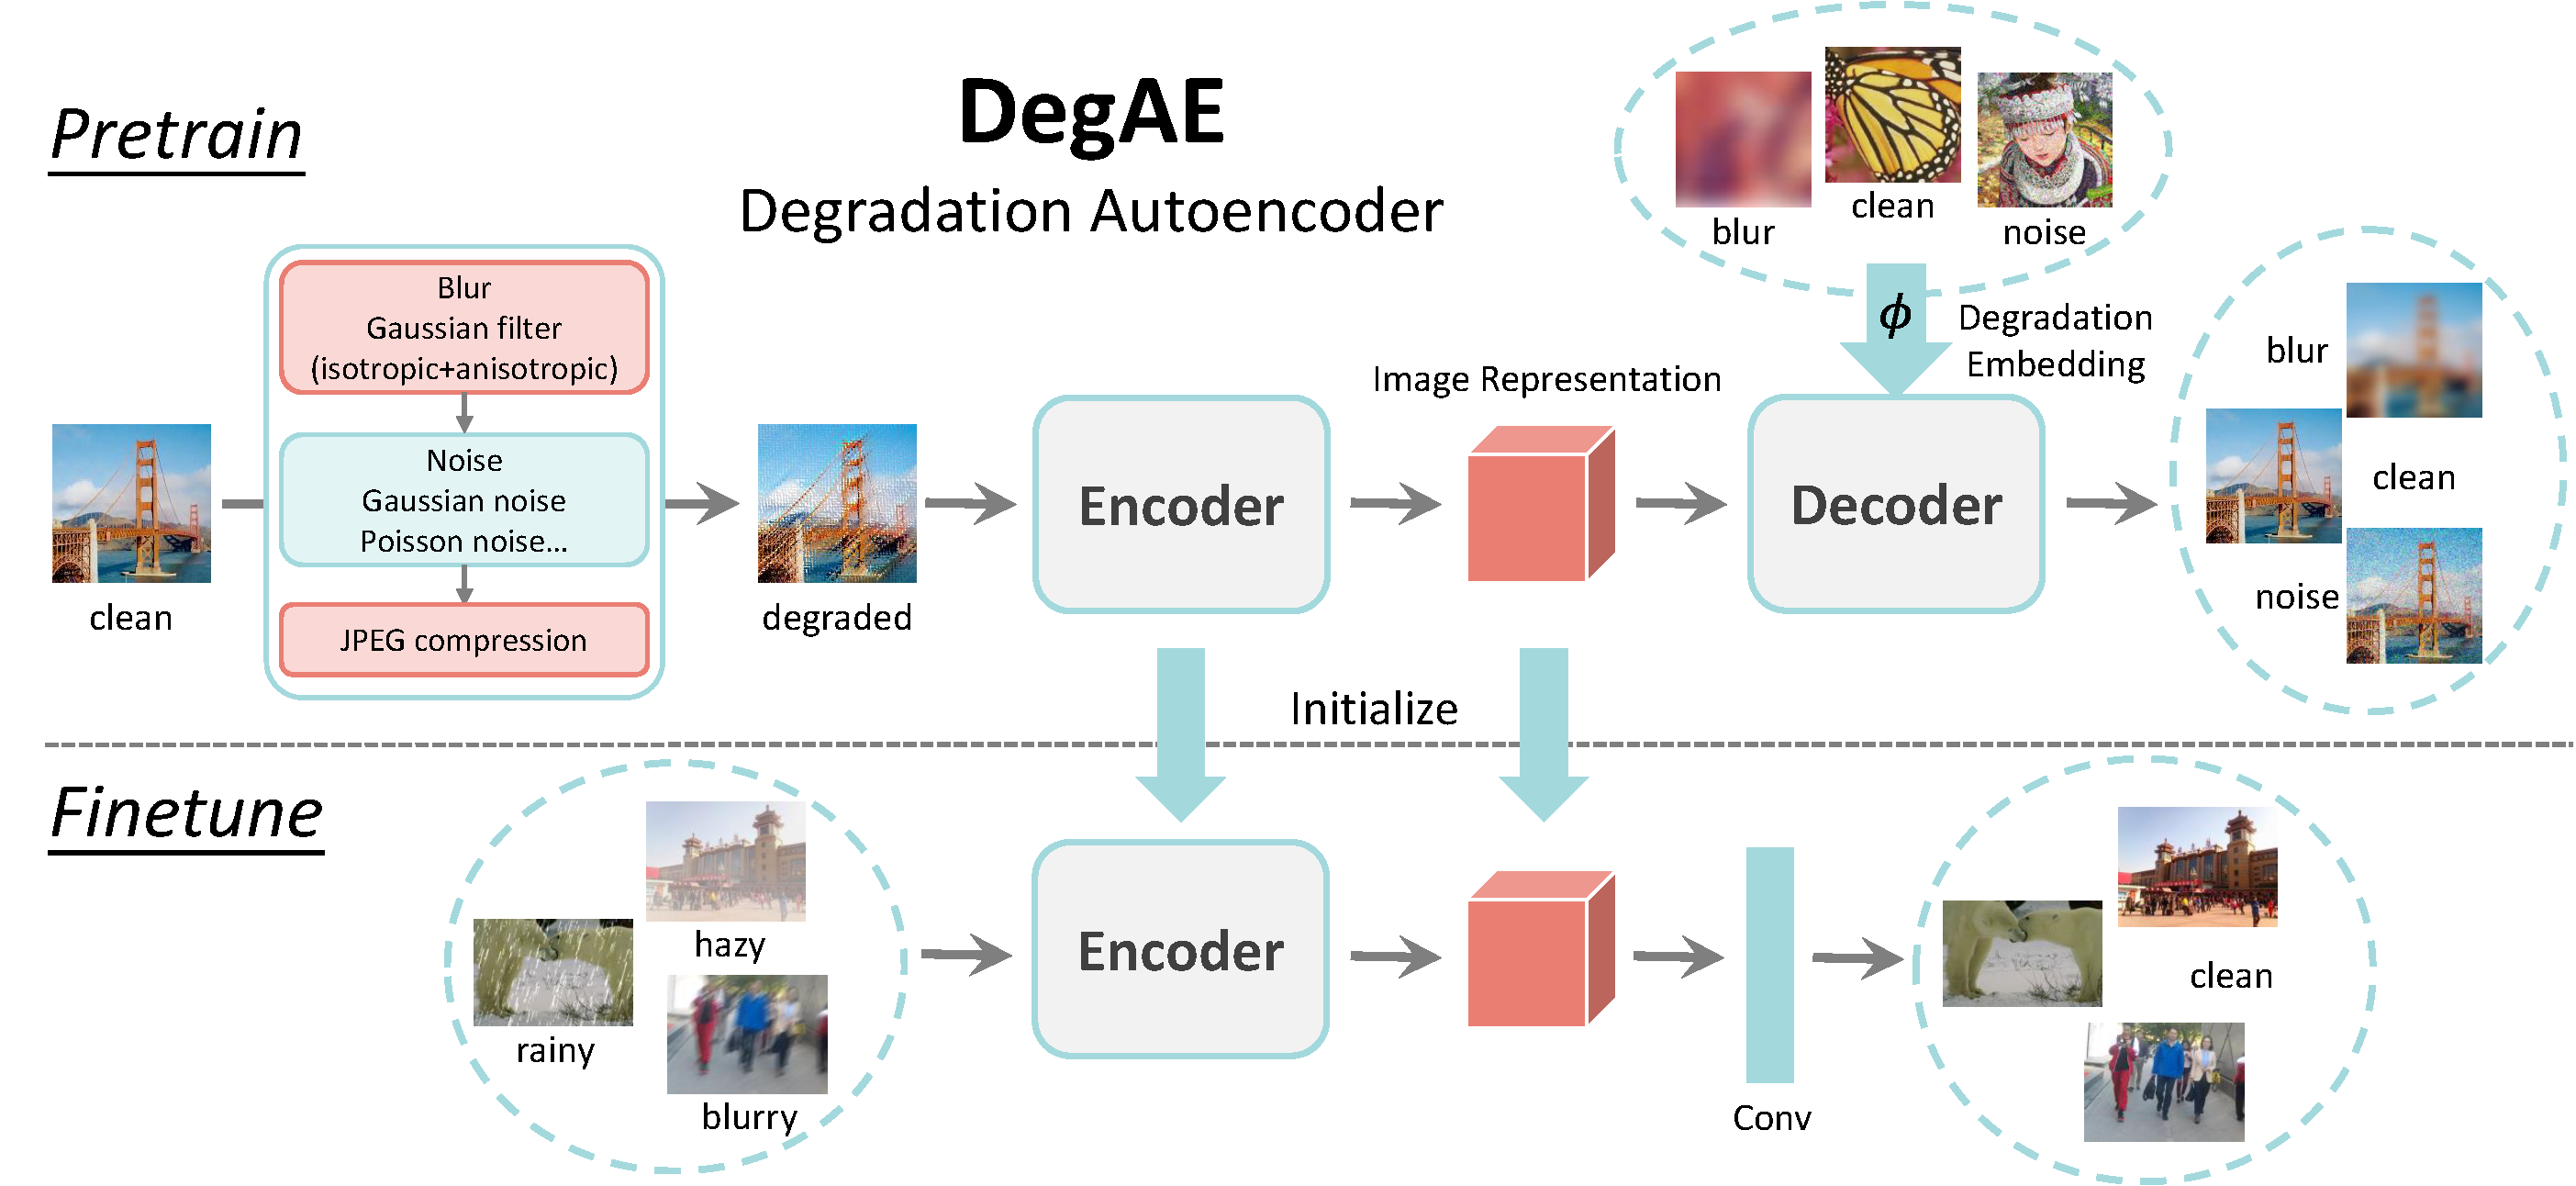 Pretrain
DegAE
Degradation Autoencoder
blur
clean
noise
ϕ
Degradation
Embedding
Blur
Gaussian filter
(isotropic+anisotropic)
Noise
Gaussian noise
Poisson noise...
JPEG compression
clean
degraded
Encoder
Image Representation
Decoder
blur
clean
noise
Initialize
Finetune
hazy
rainy
blurry
Encoder
Conv
clean